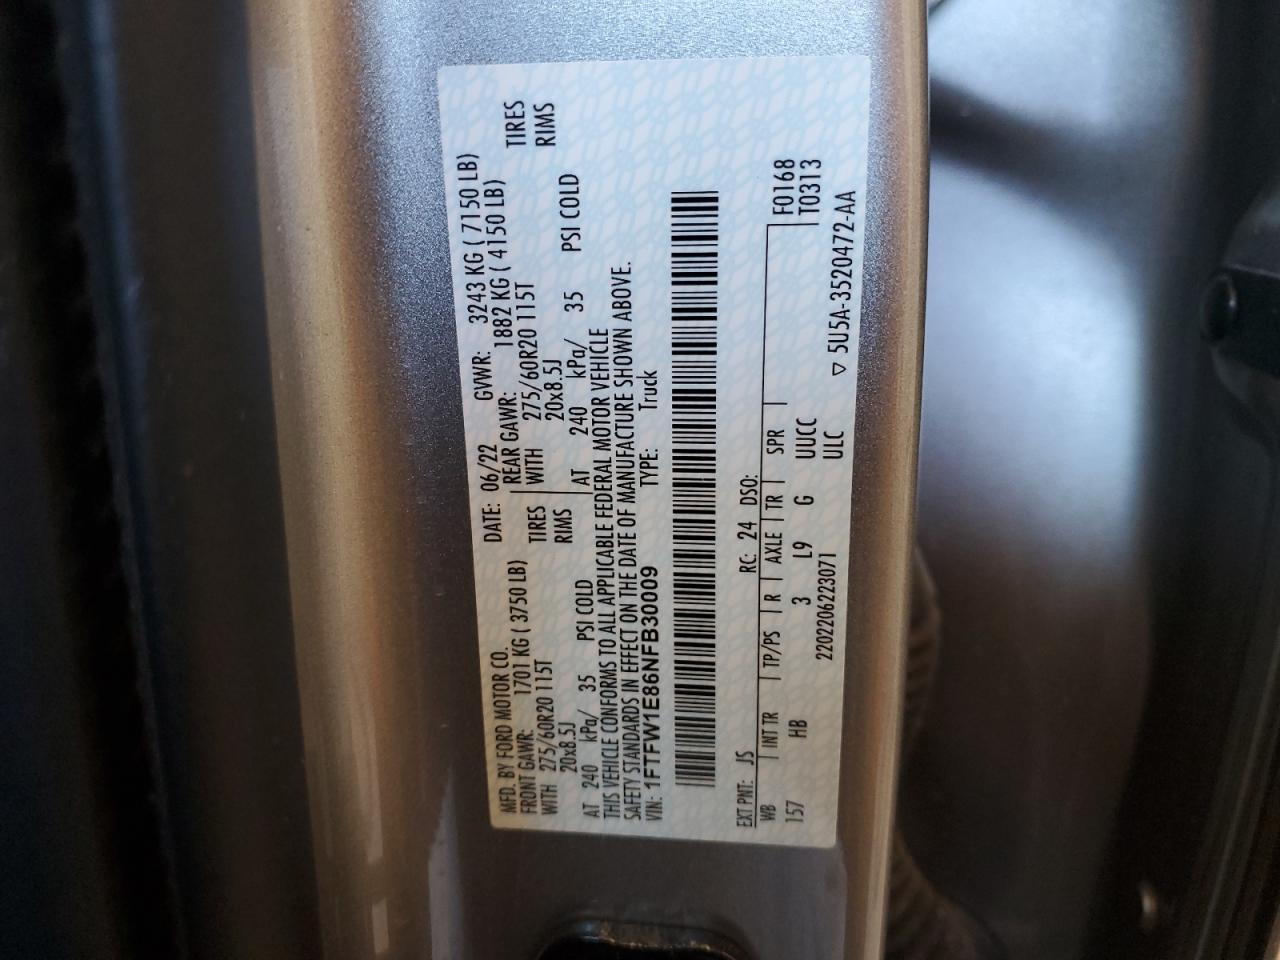 MFD. BY FORD MOTOR CO.
DATE: 06/22 GVWR: 3243 KG ( 7150 LB)
FRONT GAWR: 1701 KG ( 3750 LB) REAR GAWR: 1882 KG ( 4150 LB)
WITH 275/60R20 115T TIRES WITH 275/60R20 115T TIRES
20x8.5J RIMS 20x8.5J RIMS
AT 240 kPa/ 35 PSI COLD AT 240 kPa/ 35 PSI COLD
THIS VEHICLE CONFORMS TO ALL APPLICABLE FEDERAL MOTOR VEHICLE
SAFETY STANDARDS IN EFFECT ON THE DATE OF MANUFACTURE SHOWN ABOVE.
VIN: 1FTFW1E86NFB30009 TYPE: Truck
EXT PNT: JS RC: 24 DSO:
WB INT TR TP/PS R AXLE TR SPR F0168
157 HB 3 L9 G UUCC T0313
2202206223071 ULC ▽ 5U5A-3520472-AA